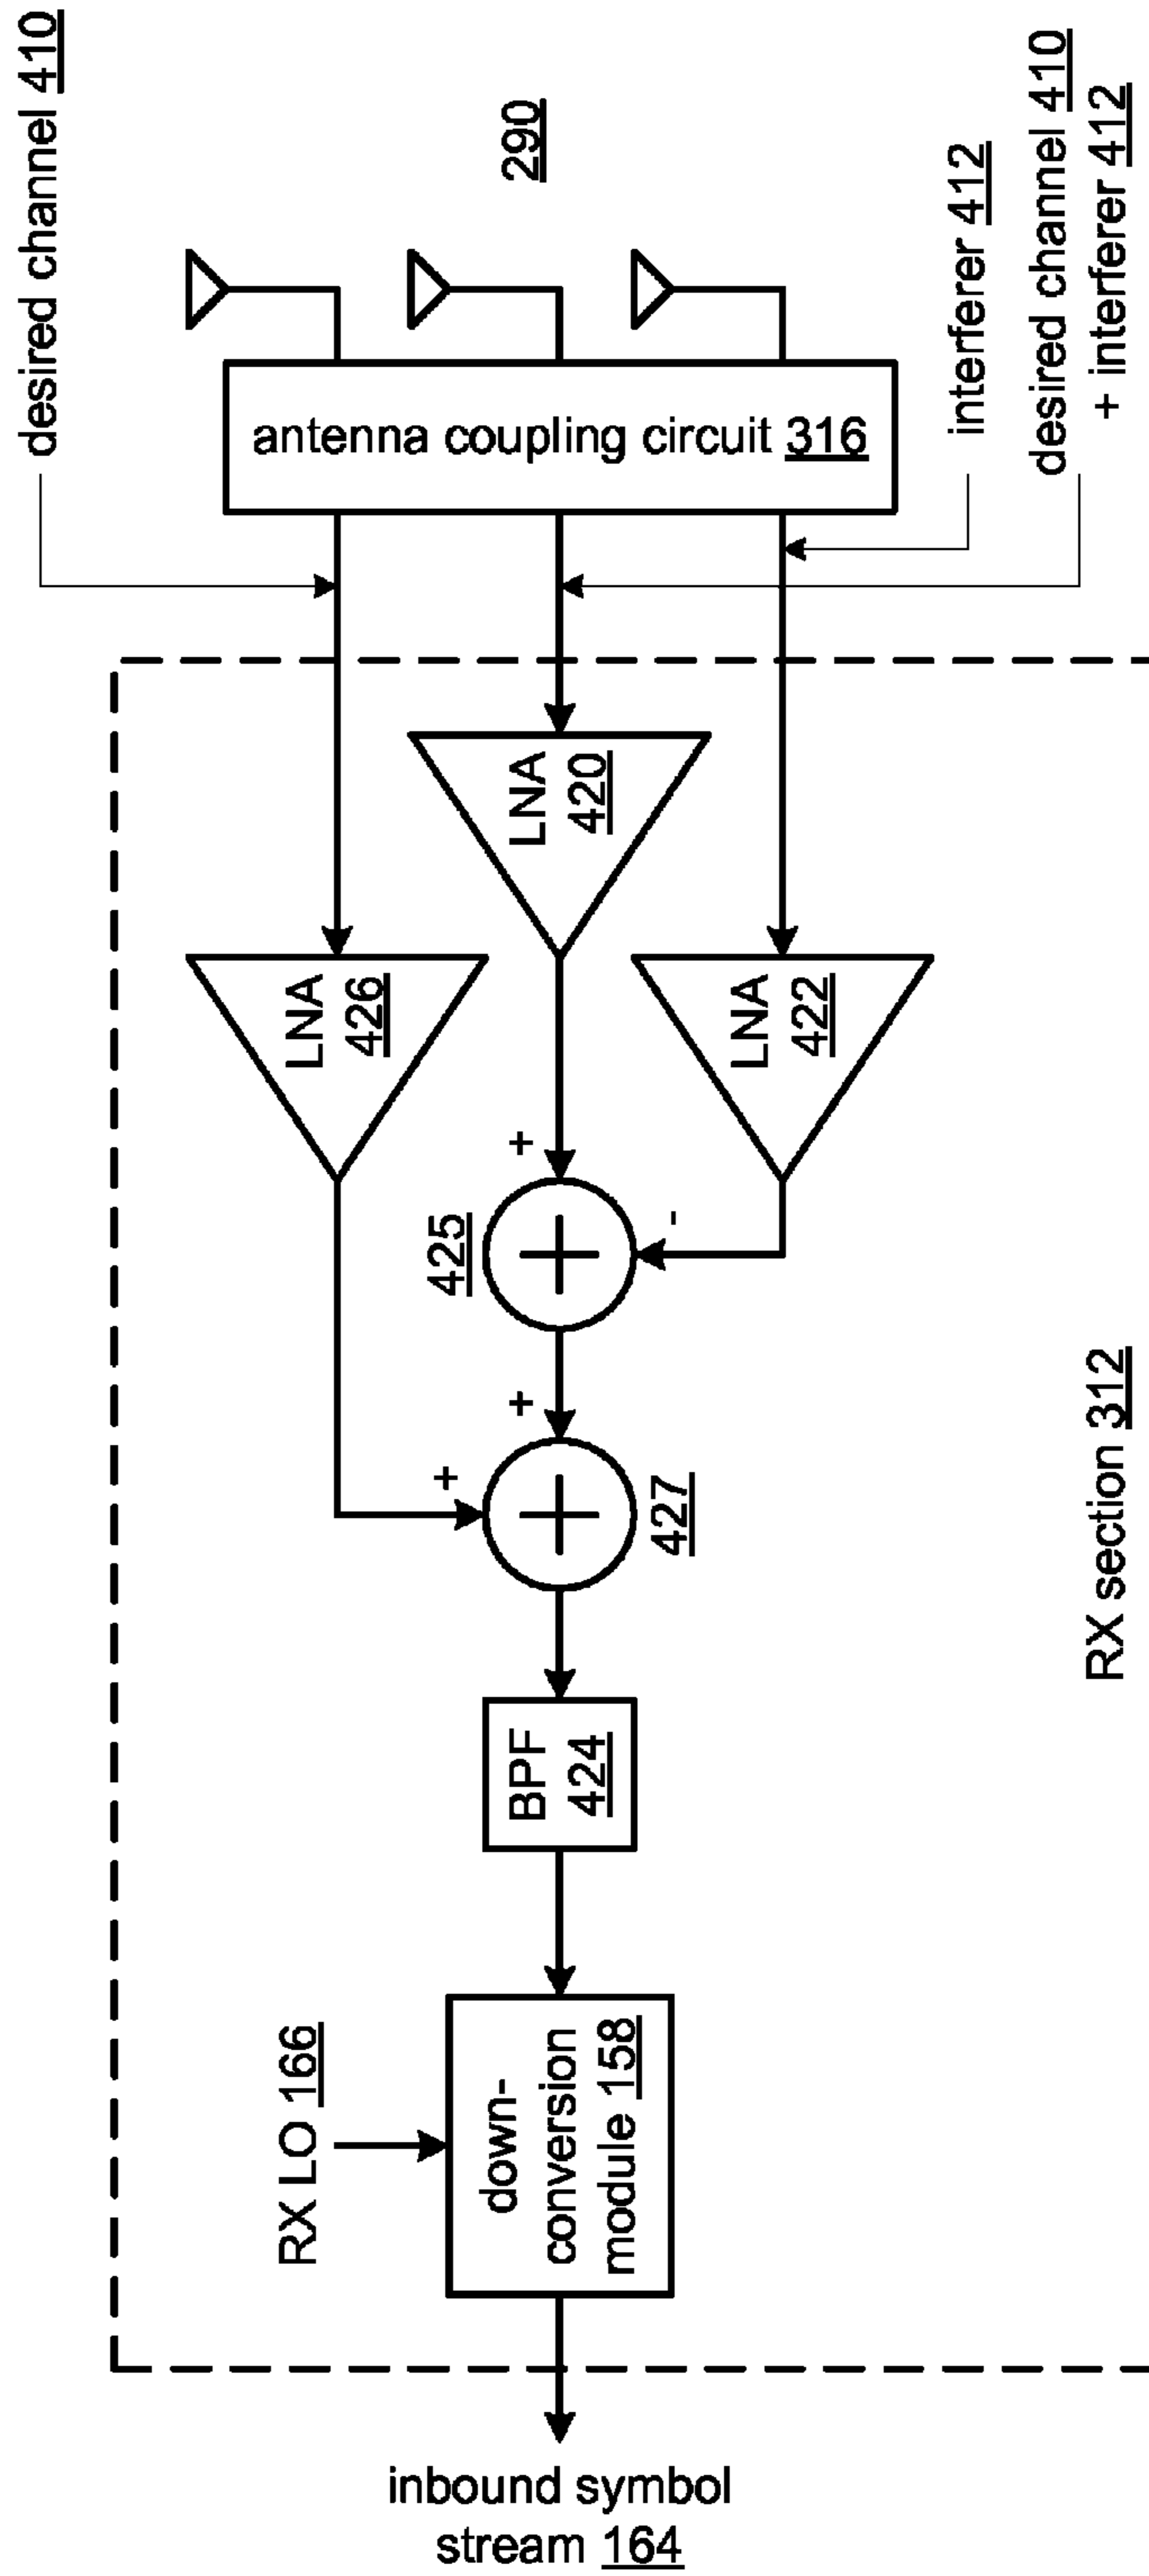 desired channel 410
290
interferer 412
desired channel 410
+ interferer 412
antenna coupling circuit 316
LNA
420
LNA
426
LNA
422
+
-
425
+
+
427
RX section 312
BPF
424
RX LO 166
down-
conversion
module 158
inbound symbol
stream 164